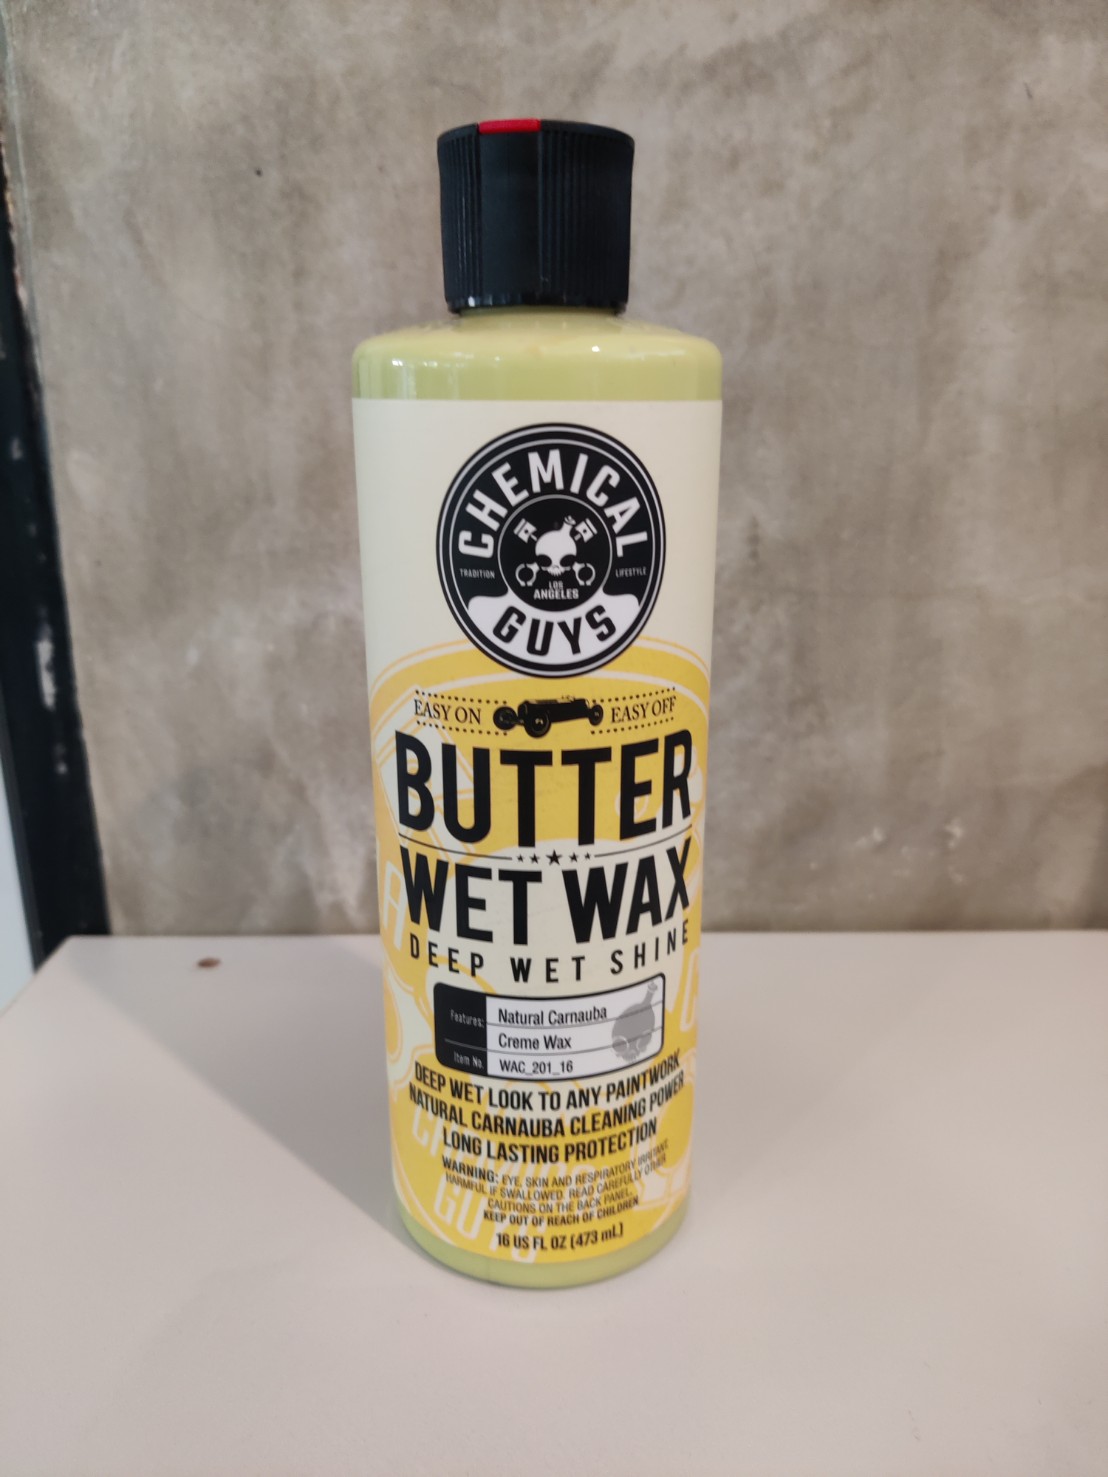 CHEMICAL
TRADITION
LIFESTYLE
LOS
ANGELES
GUYS
EASY ON EASY OFF
BUTTER
WET WAX
DEEP WET SHINE
Features: Natural Carnauba
Creme Wax
Item No. WAC_201_16
DEEP WET LOOK TO ANY PAINTWORK
NATURAL CARNAUBA CLEANING POWER
LONG LASTING PROTECTION
WARNING: EYE, SKIN AND RESPIRATORY IRRITANT.
HARMFUL IF SWALLOWED. READ CAREFULLY OTHER
CAUTIONS ON THE BACK PANEL.
KEEP OUT OF REACH OF CHILDREN
16 US FL OZ (473 mL)